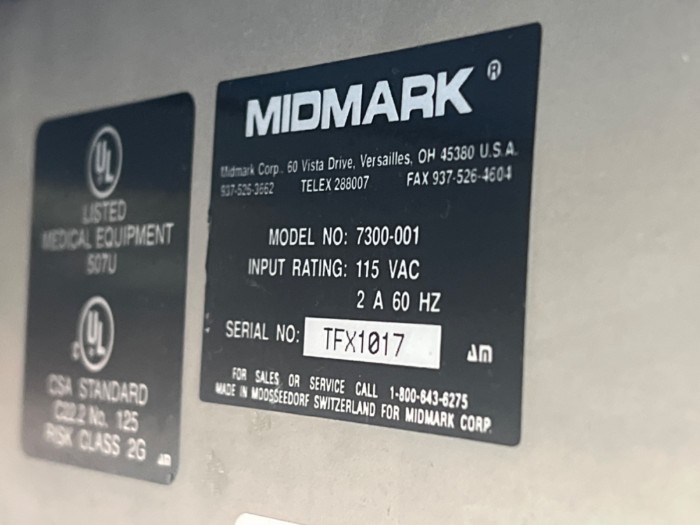 UL
LISTED
MEDICAL EQUIPMENT
507U
c UL
CSA STANDARD
C22.2 No. 125
RISK CLASS 2G
MIDMARK ®
Midmark Corp. 60 Vista Drive, Versailles, OH 45380 U.S.A.
937-526-3662 TELEX 288007 FAX 937-526-4604
MODEL NO: 7300-001
INPUT RATING: 115 VAC
2 A 60 HZ
SERIAL NO: TFX1017
FOR SALES OR SERVICE CALL 1-800-643-6275
MADE IN MOOSSEEDORF SWITZERLAND FOR MIDMARK CORP.